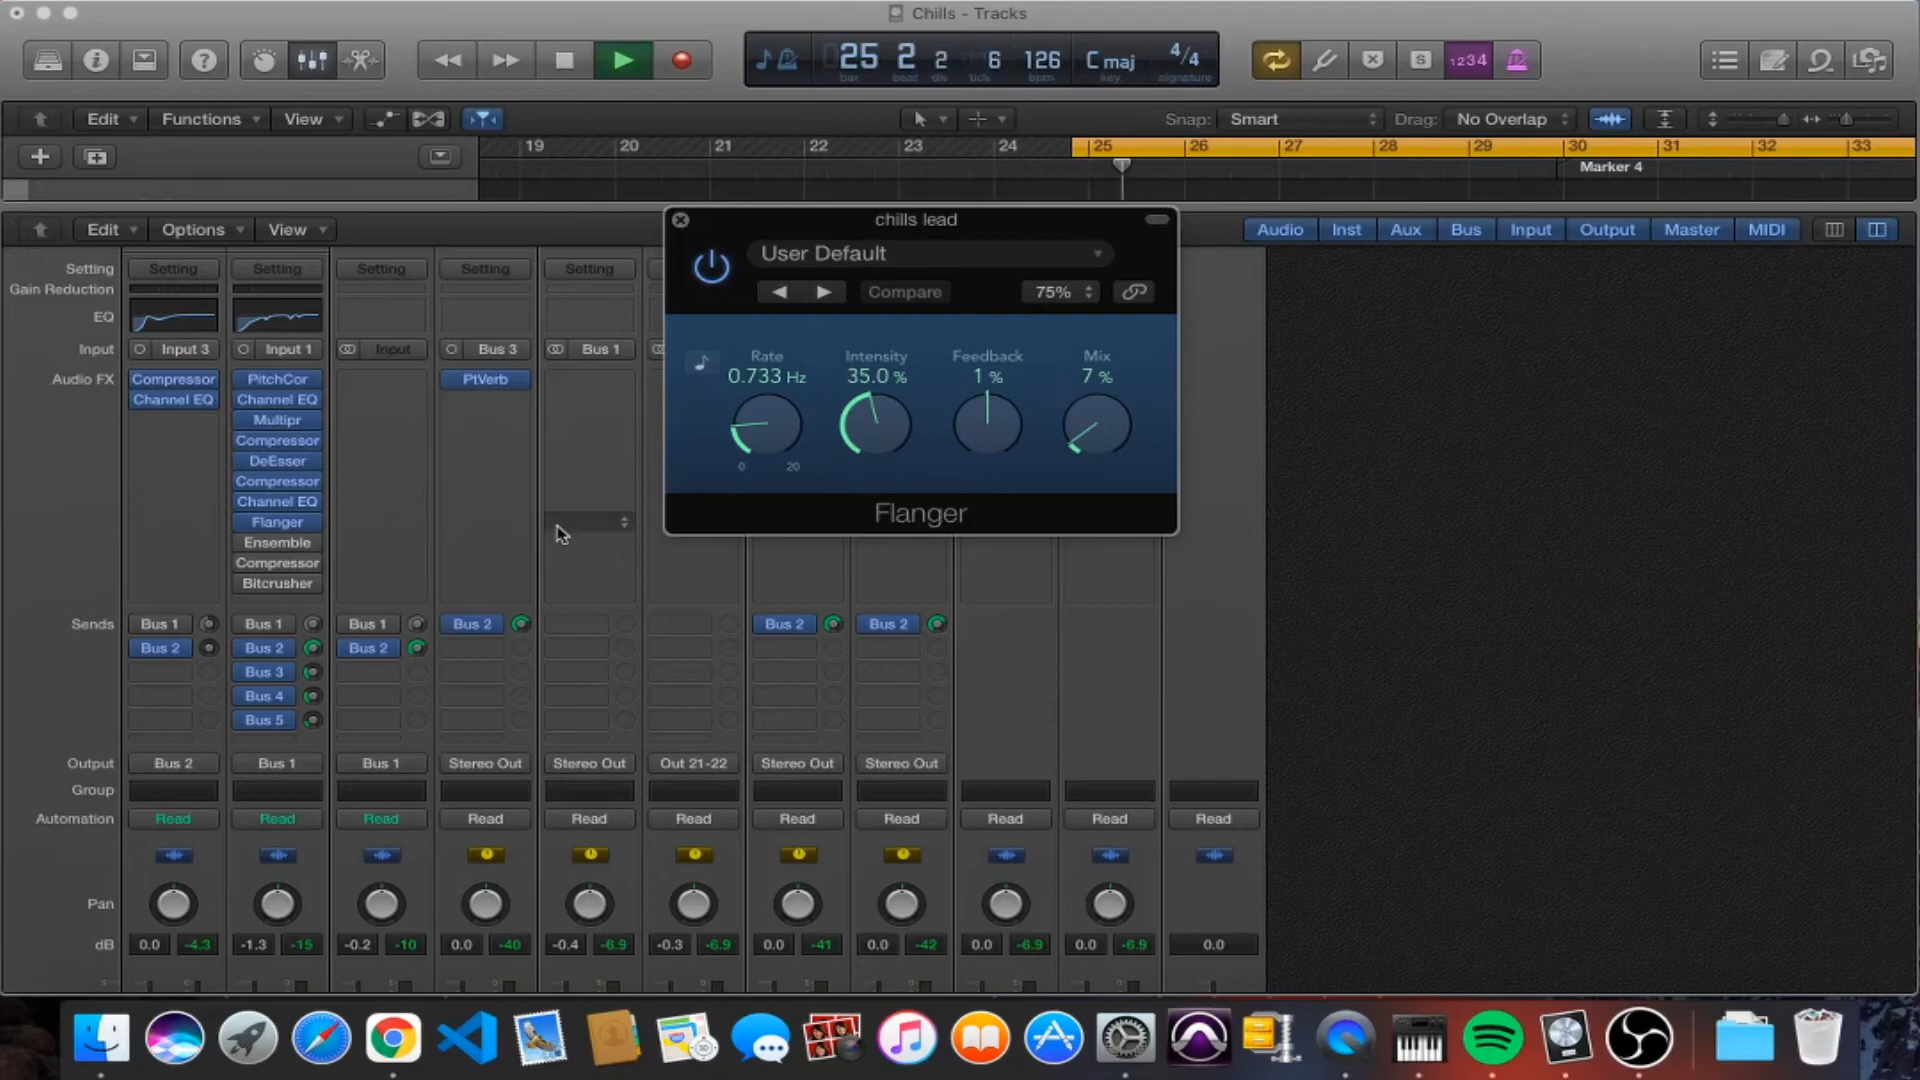 Chills - Tracks
25 2 2 6 126 Cmaj 4/4
bar beat div tick bpm key signature
S 1234
Edit Functions View Snap: Smart Drag: No Overlap
19 20 21 22 23 24 25 26 27 28 29 30 31 32 33
Marker 4
chills lead
Edit Options View Audio Inst Aux Bus Input Output Master MIDI
User Default
Compare 75%
Rate Intensity Feedback Mix
0.733 Hz 35.0 % 1 % 7 %
0 20
Flanger
Setting Setting Setting Setting Setting Setting
Gain Reduction
EQ
Input Input 3 Input 1 Input Bus 3 Bus 1
Audio FX Compressor PitchCor PtVerb
Channel EQ Channel EQ
Multipr
Compressor
DeEsser
Compressor
Channel EQ
Flanger
Ensemble
Compressor
Bitcrusher
Sends Bus 1 Bus 1 Bus 1 Bus 2 Bus 2 Bus 2
Bus 2 Bus 2 Bus 2
Bus 3
Bus 4
Bus 5
Output Bus 2 Bus 1 Bus 1 Stereo Out Stereo Out Out 21-22 Stereo Out Stereo Out
Group
Automation Read Read Read Read Read Read Read Read Read Read Read
Pan
dB 0.0 -4.3 -1.3 -15 -0.2 -10 0.0 -40 -0.4 -6.9 -0.3 -6.9 0.0 -41 0.0 -42 0.0 -6.9 0.0 -6.9 0.0